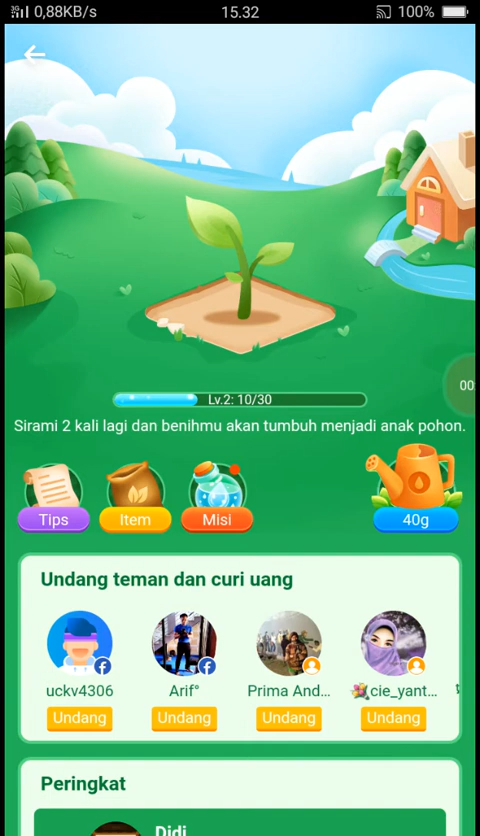 3G 0,88KB/s 15.32 100%
Lv.2: 10/30
00
Sirami 2 kali lagi dan benihmu akan tumbuh menjadi anak pohon.
Tips Item Misi 40g
Undang teman dan curi uang
uckv4306 Arif° Prima And... cie_yant...
Undang Undang Undang Undang
Peringkat
Didi